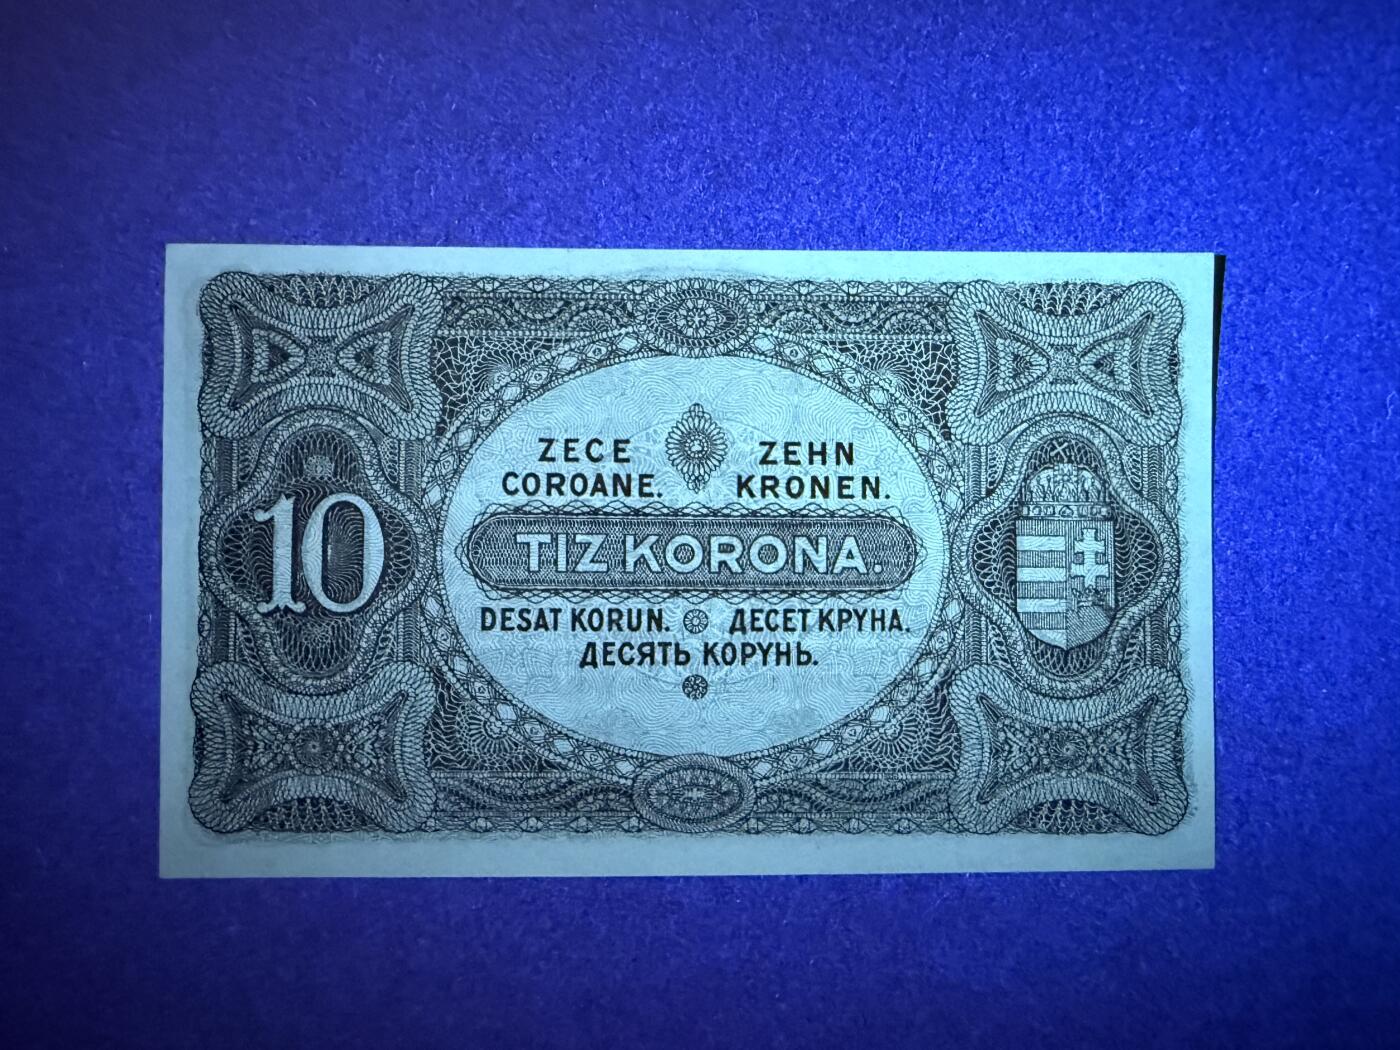 ZECE COROANE.
ZEHN KRONEN.
10
TIZ KORONA.
DESAT KORUN. ДЕСЕТ КРУНА.
ДЕСЯТЬ КОРУНЬ.